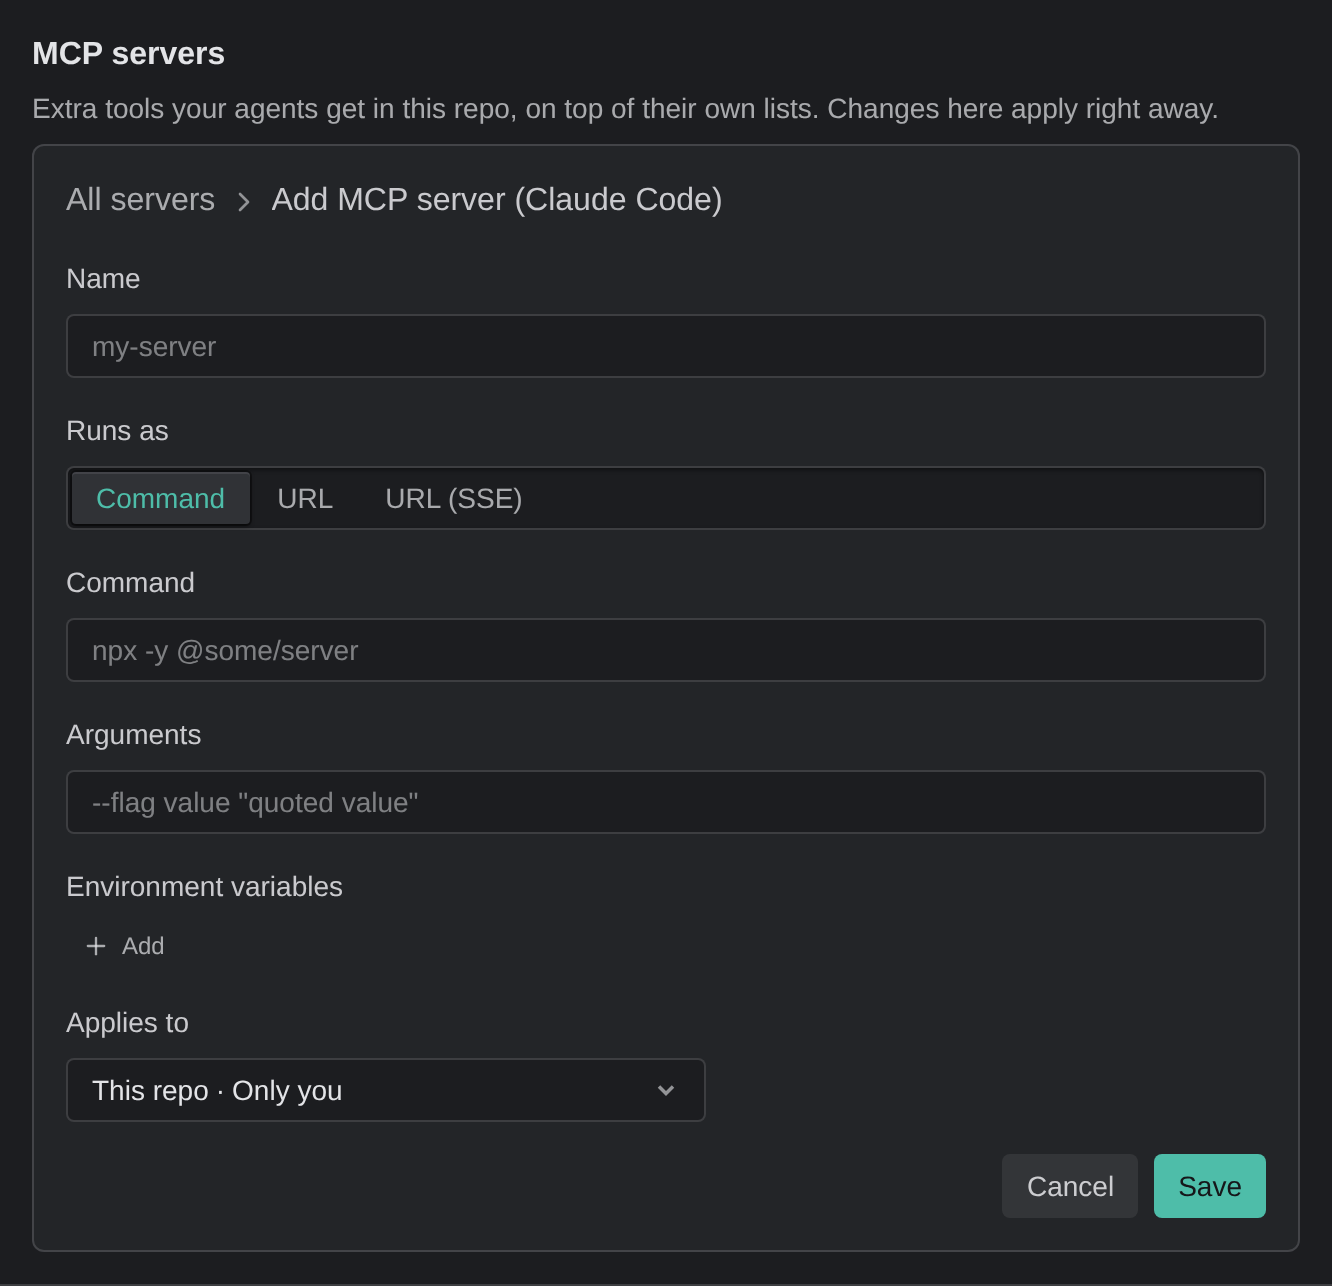 MCP servers
Extra tools your agents get in this repo, on top of their own lists. Changes here apply right away.
All servers > Add MCP server (Claude Code)
Name
my-server
Runs as
Command URL URL (SSE)
Command
npx -y @some/server
Arguments
--flag value "quoted value"
Environment variables
+ Add
Applies to
This repo · Only you
Cancel Save